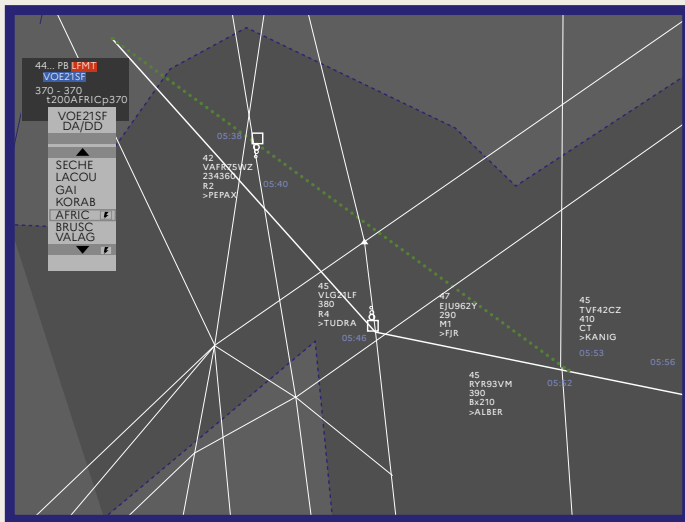 44... PB LFMT
VOE21SF
370 - 370
t200AFRICp370
VOE21SF
DA/DD
SECHE
LACOU
GAI
KORAB
AFRIC
BRUSC
VALAG
05:38
42
VAFR75WZ
234360
R2
>PEPAX
05:40
45
VLG21LF
380
R4
>TUDRA
05:46
47
EJU962Y
290
M1
>FJR
45
TVF42CZ
410
CT
>KANIG
05:53
05:56
05:52
45
RYR93VM
390
Bx210
>ALBER